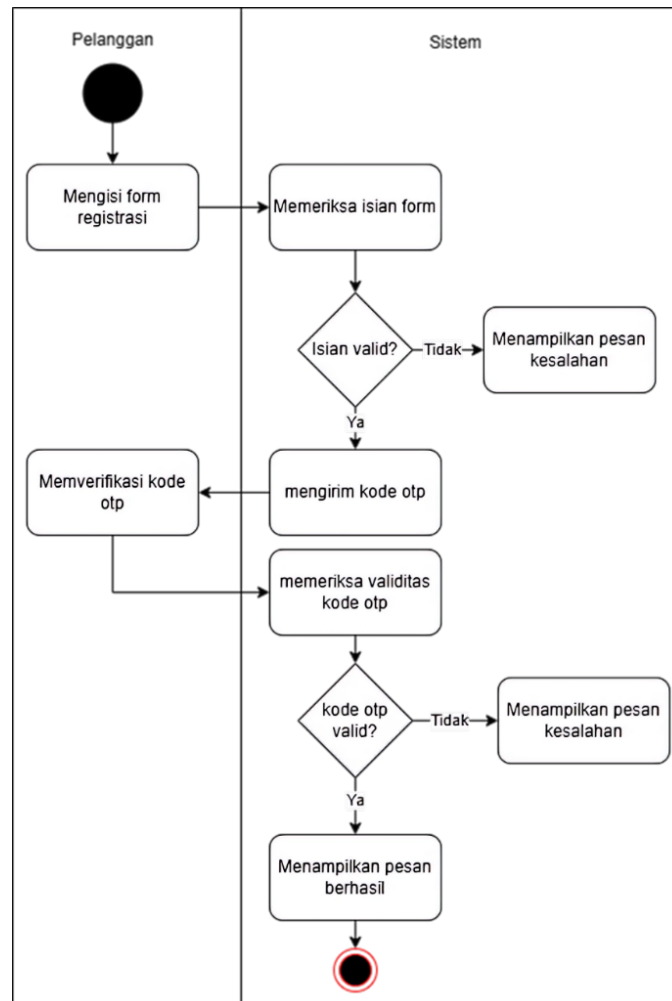 Pelanggan
Sistem
Mengisi form
registrasi
Memeriksa isian form
Isian valid?
Tidak
Menampilkan pesan
kesalahan
Ya
Memverifikasi kode
otp
mengirim kode otp
memeriksa validitas
kode otp
kode otp
valid?
Tidak
Menampilkan pesan
kesalahan
Ya
Menampilkan pesan
berhasil